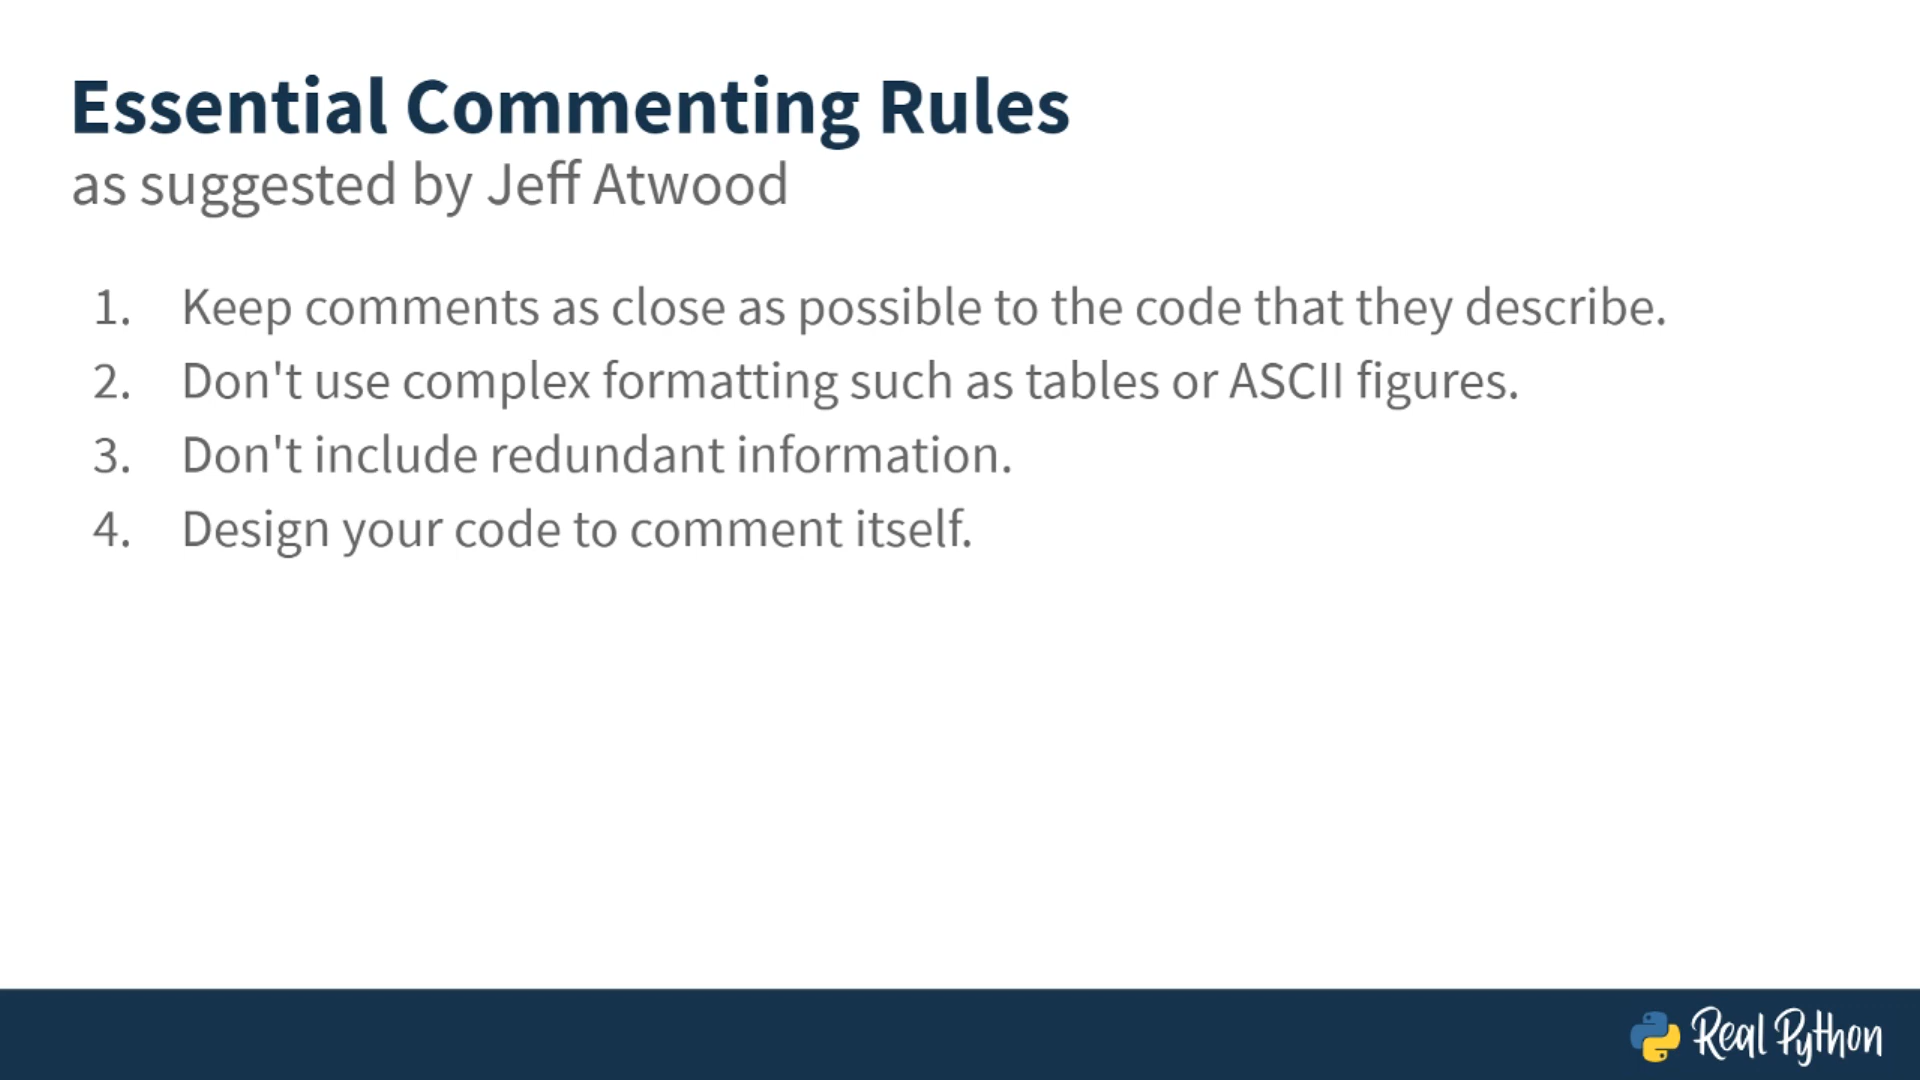 Essential Commenting Rules
as suggested by Jeff Atwood
1. Keep comments as close as possible to the code that they describe.
2. Don't use complex formatting such as tables or ASCII figures.
3. Don't include redundant information.
4. Design your code to comment itself.
Real Python